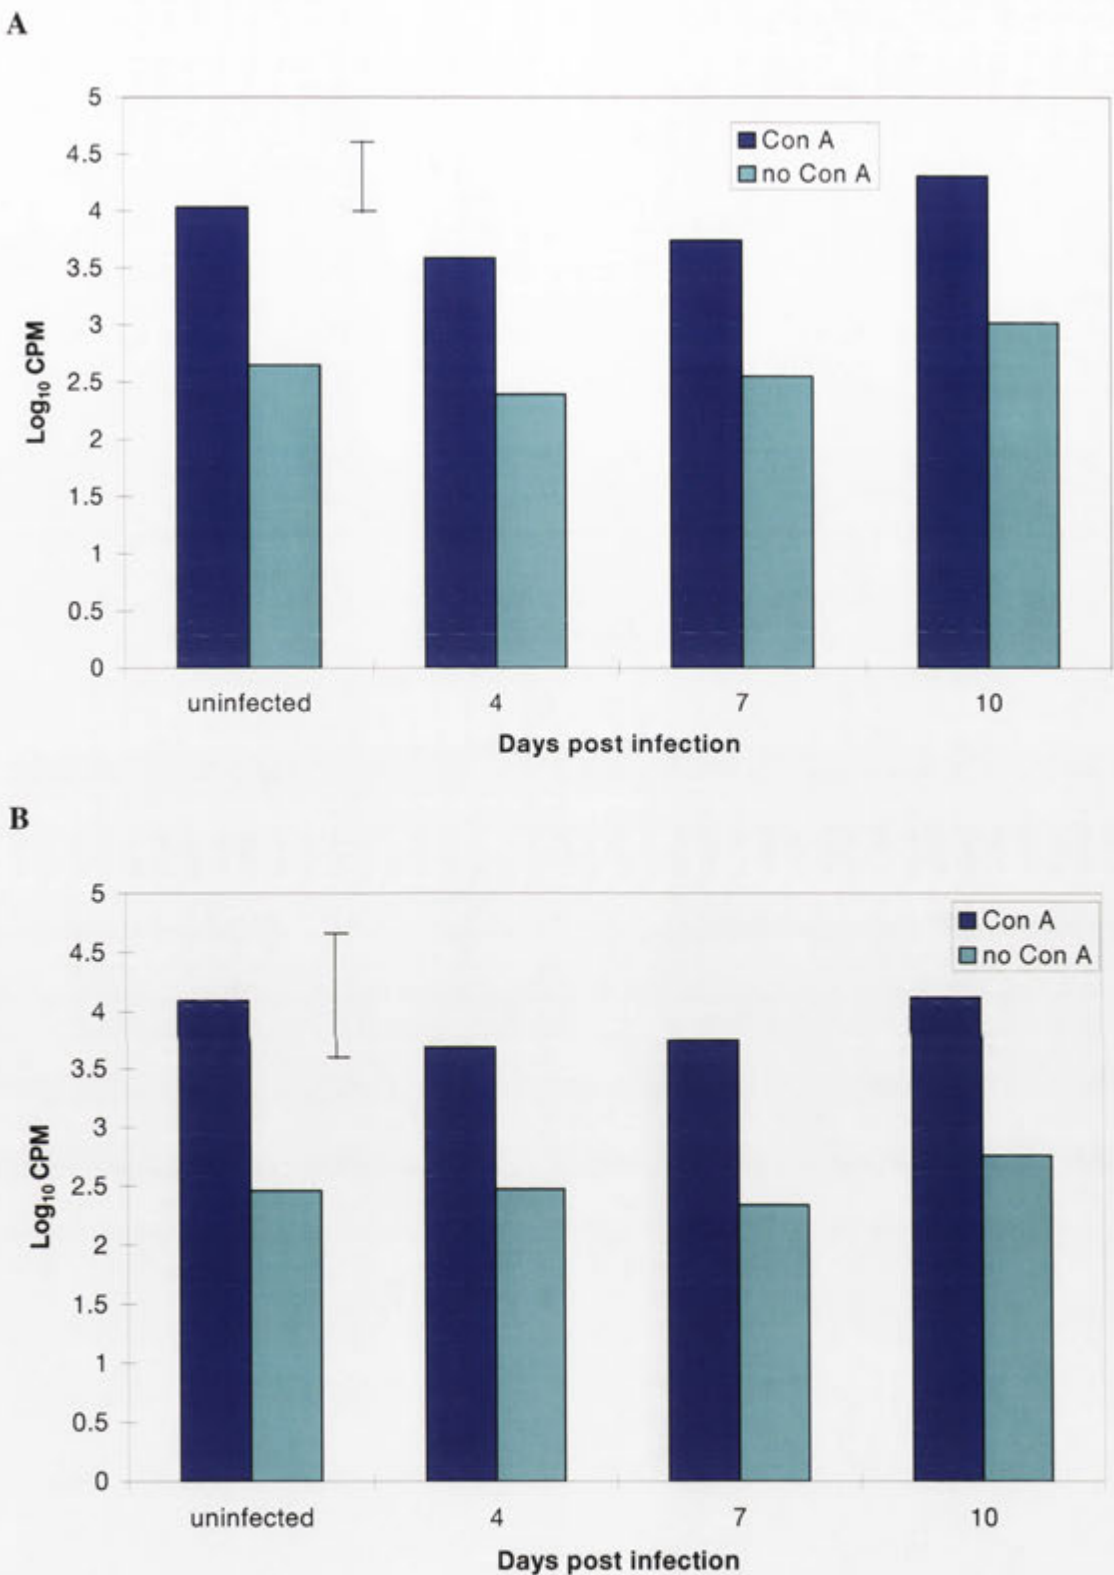 A
5
4.5
4
3.5
3
2.5
2
1.5
1
0.5
0
Log₁₀ CPM
Con A
no Con A
uninfected 4 7 10
Days post infection
B
5
4.5
4
3.5
3
2.5
2
1.5
1
0.5
0
Log₁₀ CPM
Con A
no Con A
uninfected 4 7 10
Days post infection